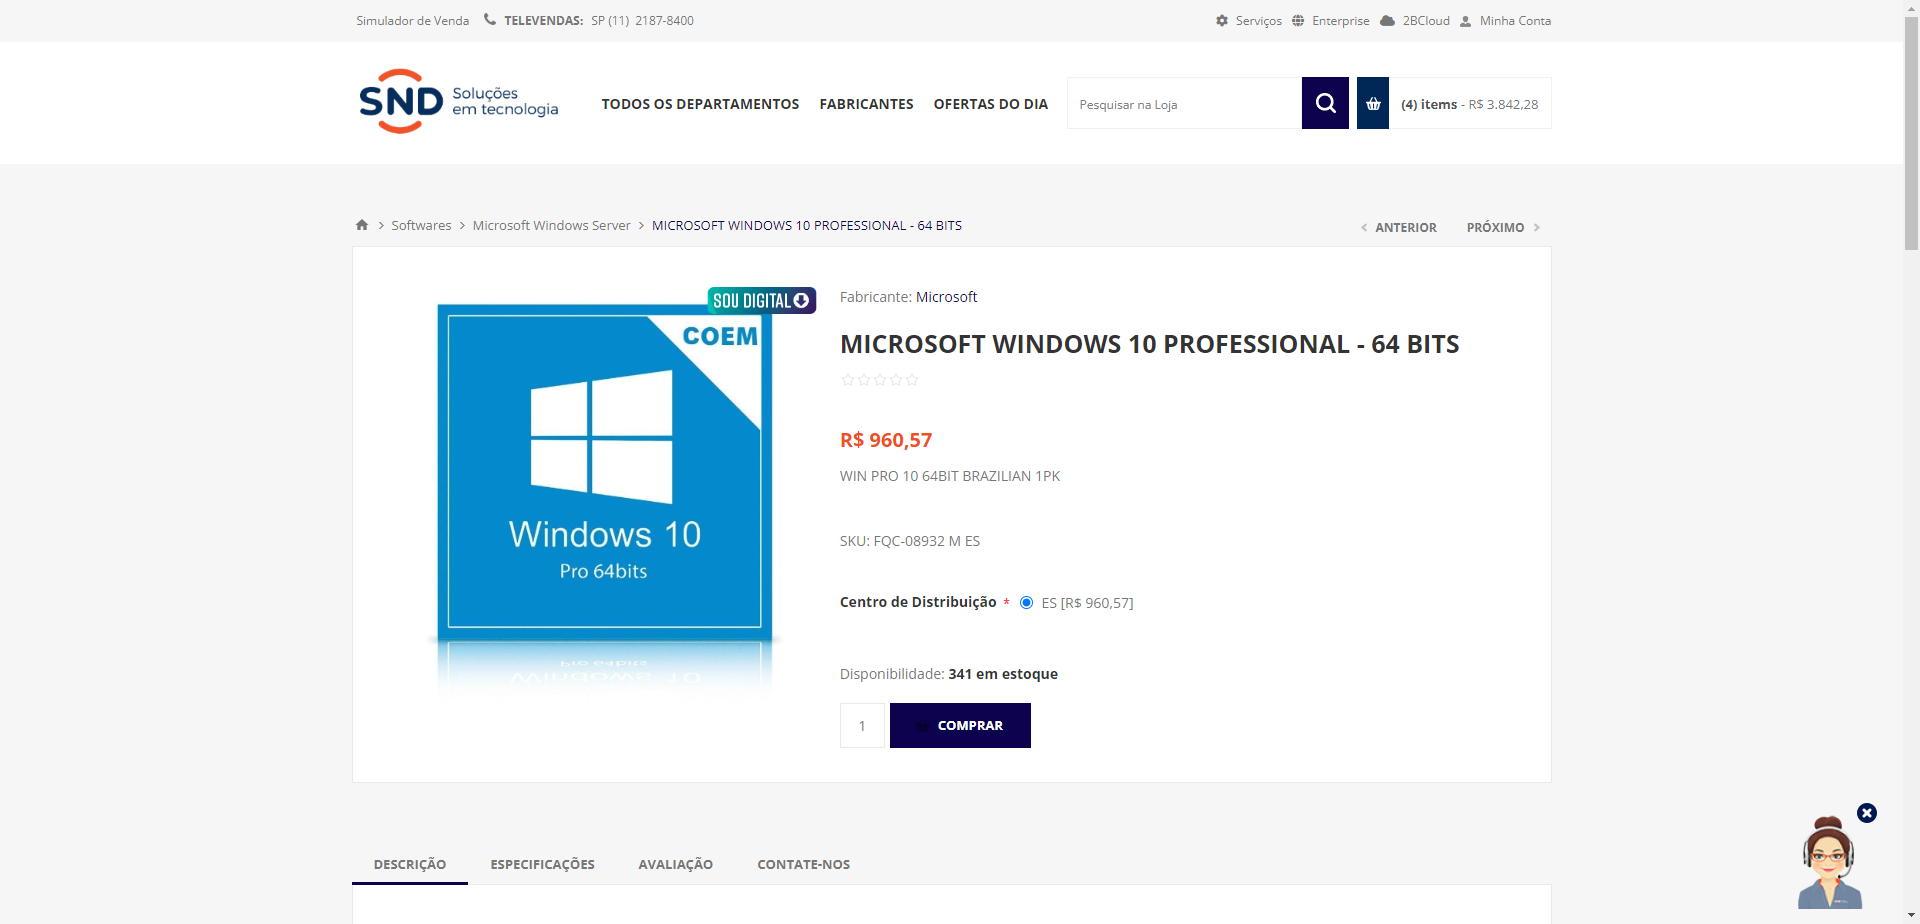 Simulador de Venda TELEVENDAS: SP (11) 2187-8400 Serviços Enterprise 2BCloud Minha Conta
SND Soluções em tecnologia
TODOS OS DEPARTAMENTOS FABRICANTES OFERTAS DO DIA Pesquisar na Loja (4) items - R$ 3.842,28
Softwares Microsoft Windows Server MICROSOFT WINDOWS 10 PROFESSIONAL - 64 BITS ANTERIOR PRÓXIMO
SOU DIGITAL
COEM
Windows 10
Pro 64bits
Fabricante: Microsoft
MICROSOFT WINDOWS 10 PROFESSIONAL - 64 BITS
R$ 960,57
WIN PRO 10 64BIT BRAZILIAN 1PK
SKU: FQC-08932 M ES
Centro de Distribuição * ES [R$ 960,57]
Disponibilidade: 341 em estoque
1 COMPRAR
DESCRIÇÃO ESPECIFICAÇÕES AVALIAÇÃO CONTATE-NOS